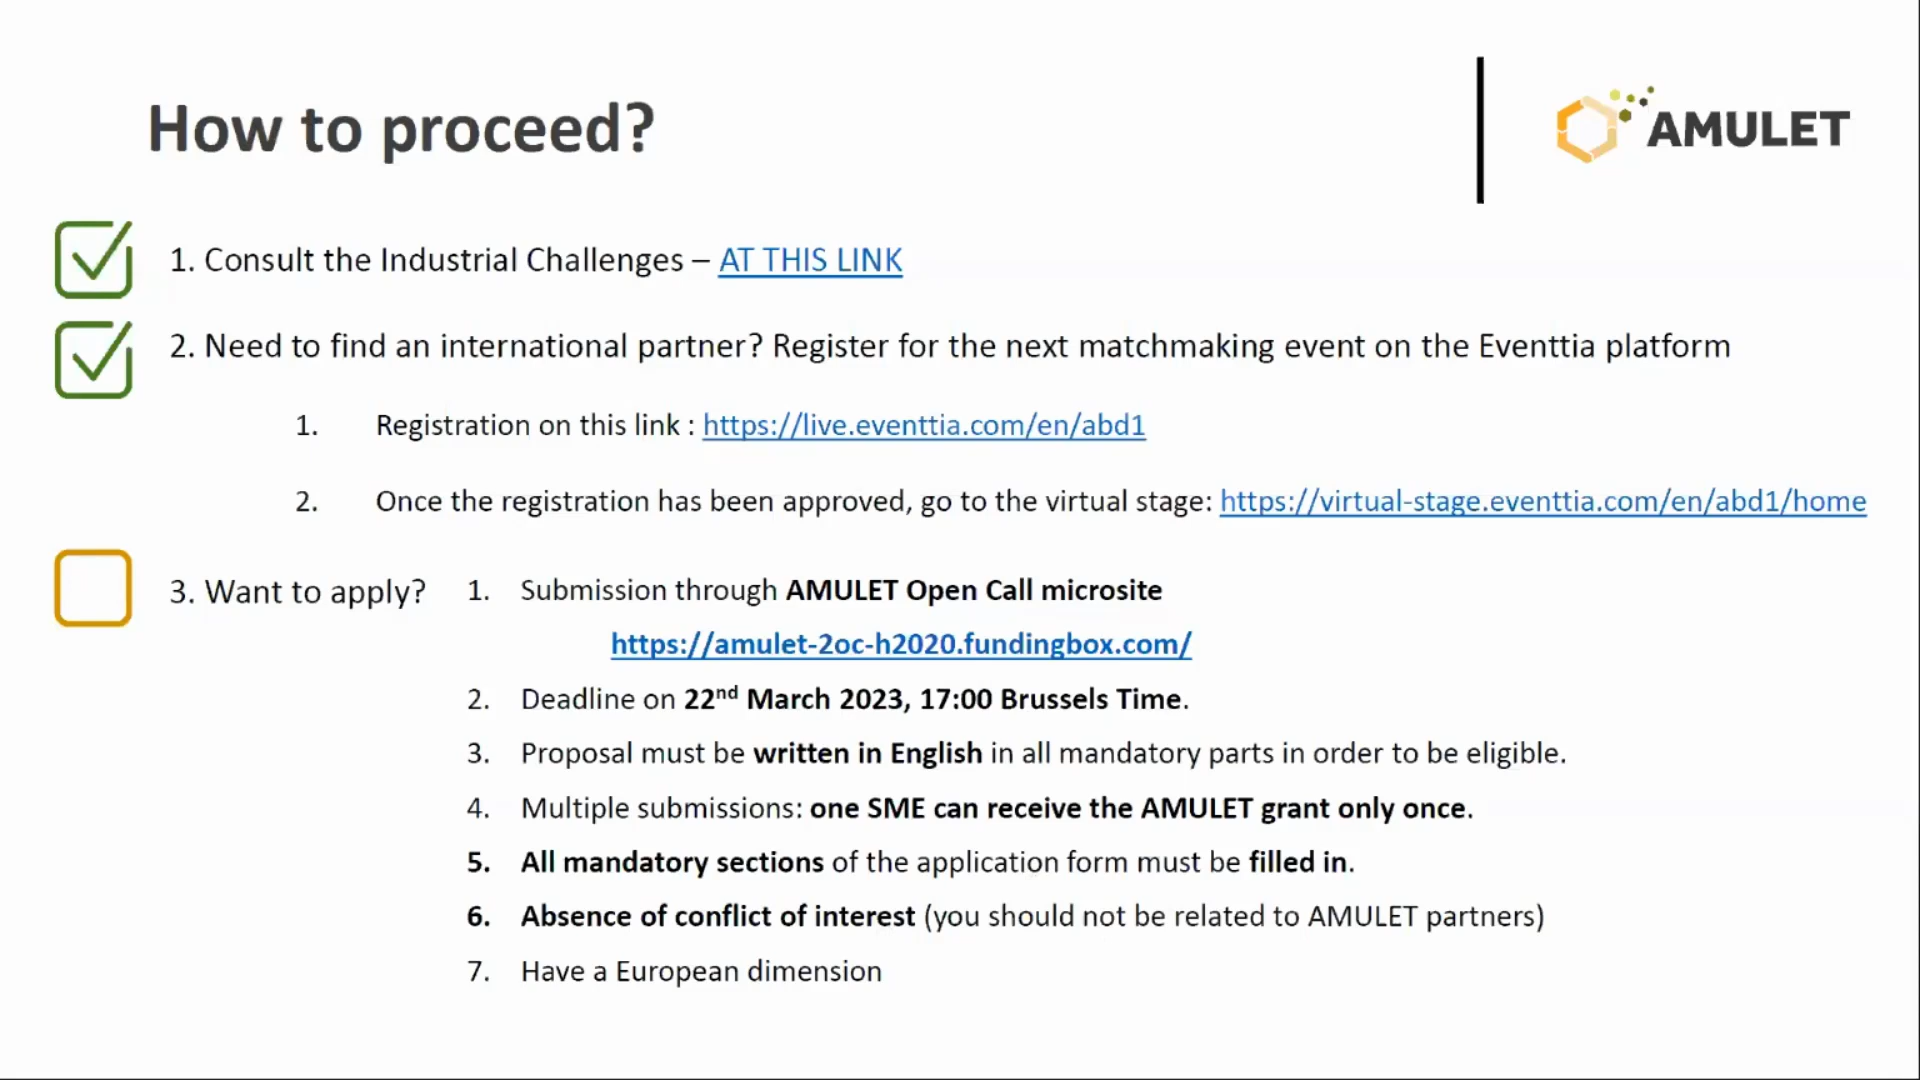 How to proceed?
AMULET
1. Consult the Industrial Challenges – AT THIS LINK
2. Need to find an international partner? Register for the next matchmaking event on the Eventtia platform
1. Registration on this link : https://live.eventtia.com/en/abd1
2. Once the registration has been approved, go to the virtual stage: https://virtual-stage.eventtia.com/en/abd1/home
3. Want to apply? 1. Submission through AMULET Open Call microsite
https://amulet-2oc-h2020.fundingbox.com/
2. Deadline on 22nd March 2023, 17:00 Brussels Time.
3. Proposal must be written in English in all mandatory parts in order to be eligible.
4. Multiple submissions: one SME can receive the AMULET grant only once.
5. All mandatory sections of the application form must be filled in.
6. Absence of conflict of interest (you should not be related to AMULET partners)
7. Have a European dimension